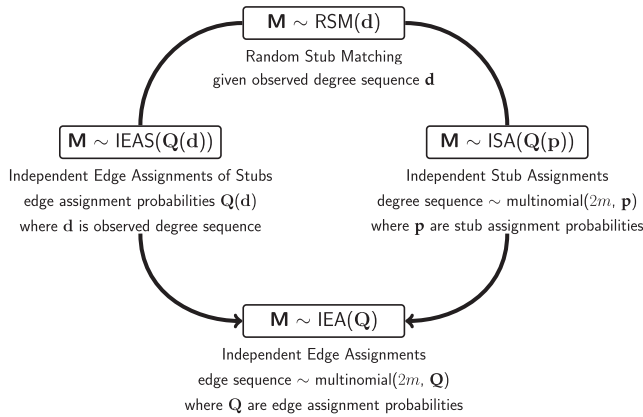 M ∼ RSM(d)
Random Stub Matching
given observed degree sequence d
M ∼ IEAS(Q(d))
Independent Edge Assignments of Stubs
edge assignment probabilities Q(d)
where d is observed degree sequence
M ∼ ISA(Q(p))
Independent Stub Assignments
degree sequence ∼ multinomial(2m, p)
where p are stub assignment probabilities
M ∼ IEA(Q)
Independent Edge Assignments
edge sequence ∼ multinomial(2m, Q)
where Q are edge assignment probabilities